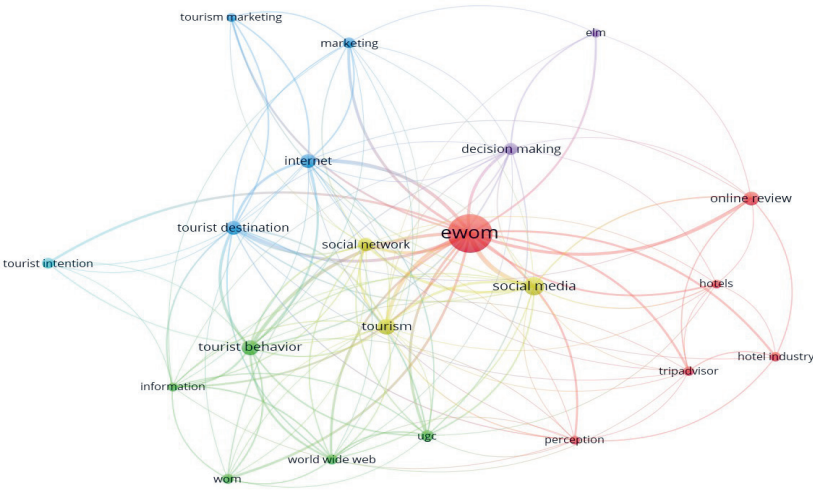 tourism marketing
marketing
elm
decision making
internet
online review
tourist destination
ewom
social network
tourist intention
hotels
social media
tourism
tourist behavior
hotel industry
tripadvisor
information
ugc
perception
world wide web
wom